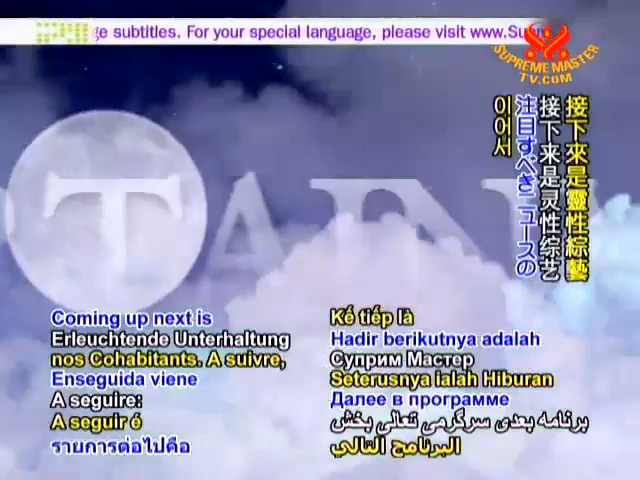 ge subtitles. For your special language, please visit www.Supre
SUPREME MASTER
TV.COM
接下來是靈性綜藝
接下来是灵性综艺
注目すべきニュースの
이어서
TAIN
Coming up next is
Erleuchtende Unterhaltung
nos Cohabitants. A suivre,
Enseguida viene
A seguire:
A seguir é
รายการต่อไปคือ
Kế tiếp là
Hadir berikutnya adalah
Суприм Мастер
Seterusnya ialah Hiburan
Далее в программе
برنامه بعدی سرگرمی تعالی بخش
البرنامج التالي